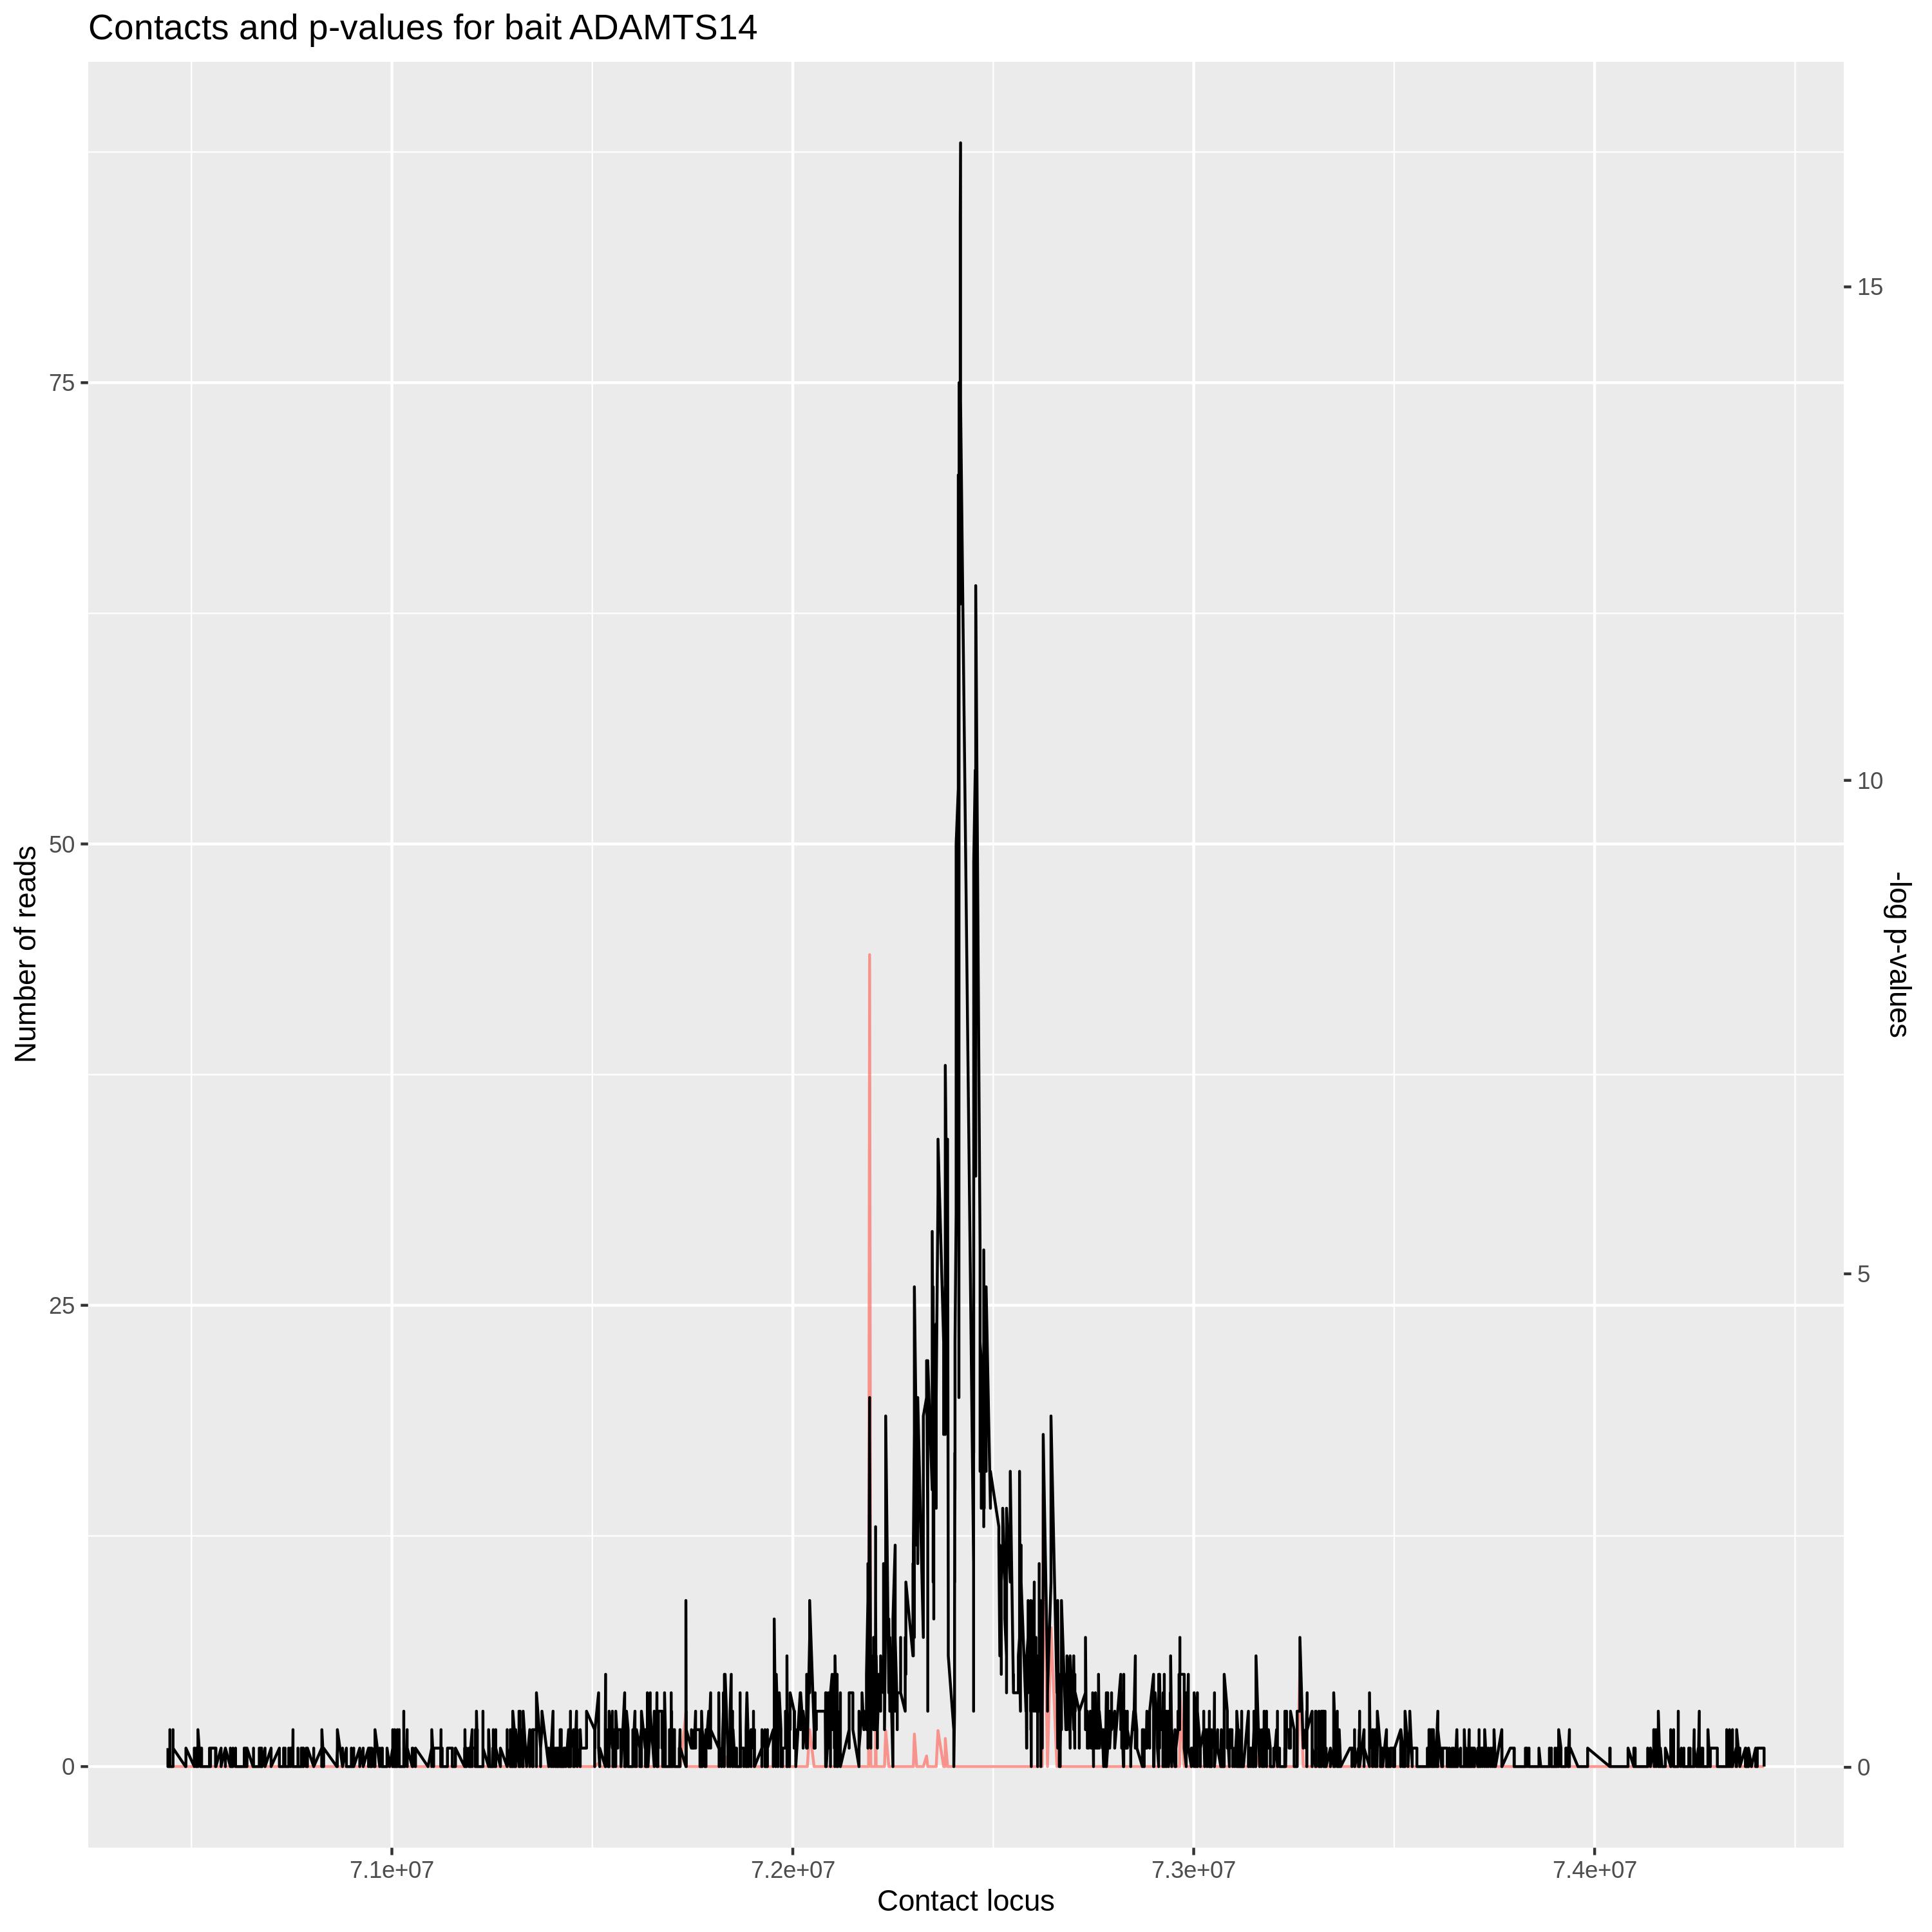 Contacts and p-values for bait ADAMTS14
Number of reads
75
50
25
0
15
10
5
0
-log p-values
7.1e+07
7.2e+07
7.3e+07
7.4e+07
Contact locus